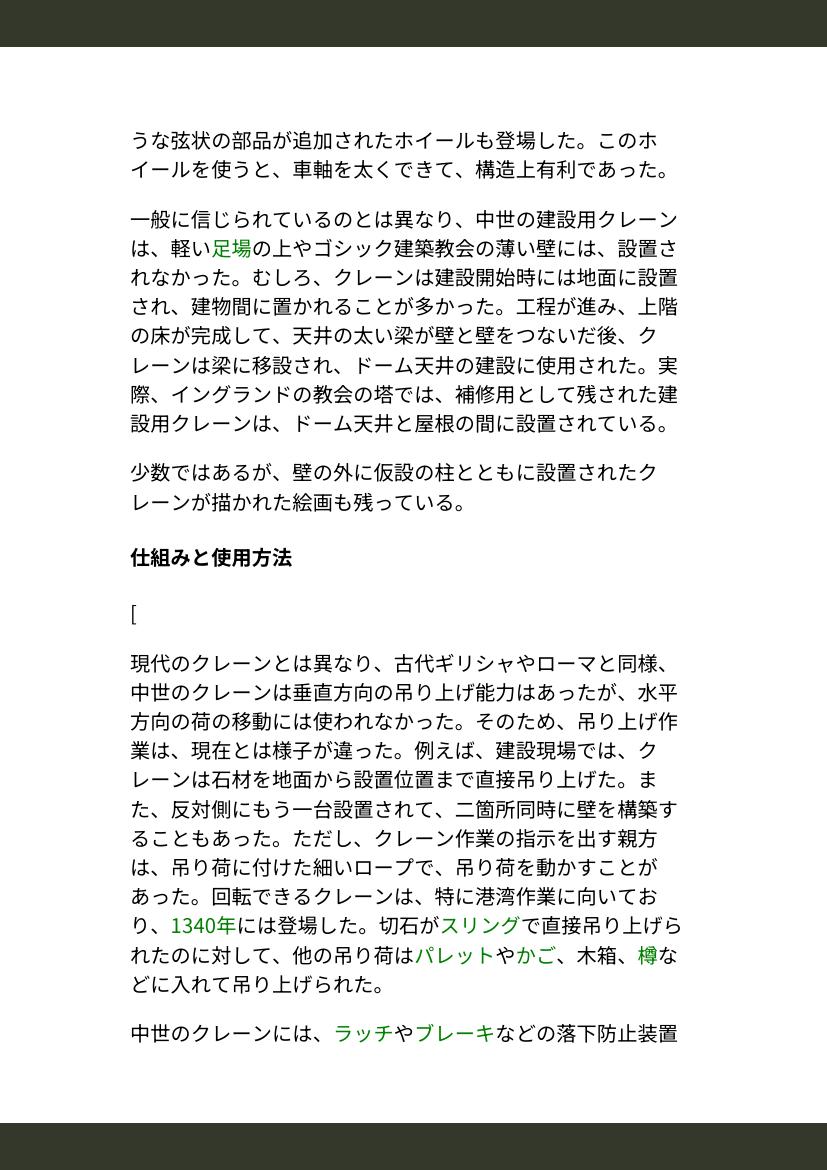 うな弦状の部品が追加されたホイールも登場した。このホ
イールを使うと、車軸を太くできて、構造上有利であった。
一般に信じられているのとは異なり、中世の建設用クレーン
は、軽い足場の上やゴシック建築教会の薄い壁には、設置さ
れなかった。むしろ、クレーンは建設開始時には地面に設置
され、建物間に置かれることが多かった。工程が進み、上階
の床が完成して、天井の太い梁が壁と壁をつないだ後、ク
レーンは梁に移設され、ドーム天井の建設に使用された。実
際、イングランドの教会の塔では、補修用として残された建
設用クレーンは、ドーム天井と屋根の間に設置されている。
少数ではあるが、壁の外に仮設の柱とともに設置されたク
レーンが描かれた絵画も残っている。
仕組みと使用方法
[
現代のクレーンとは異なり、古代ギリシャやローマと同様、
中世のクレーンは垂直方向の吊り上げ能力はあったが、水平
方向の荷の移動には使われなかった。そのため、吊り上げ作
業は、現在とは様子が違った。例えば、建設現場では、ク
レーンは石材を地面から設置位置まで直接吊り上げた。ま
た、反対側にもう一台設置されて、二箇所同時に壁を構築す
ることもあった。ただし、クレーン作業の指示を出す親方
は、吊り荷に付けた細いロープで、吊り荷を動かすことが
あった。回転できるクレーンは、特に港湾作業に向いてお
り、1340年には登場した。切石がスリングで直接吊り上げら
れたのに対して、他の吊り荷はパレットやかご、木箱、樽な
どに入れて吊り上げられた。
中世のクレーンには、ラッチやブレーキなどの落下防止装置